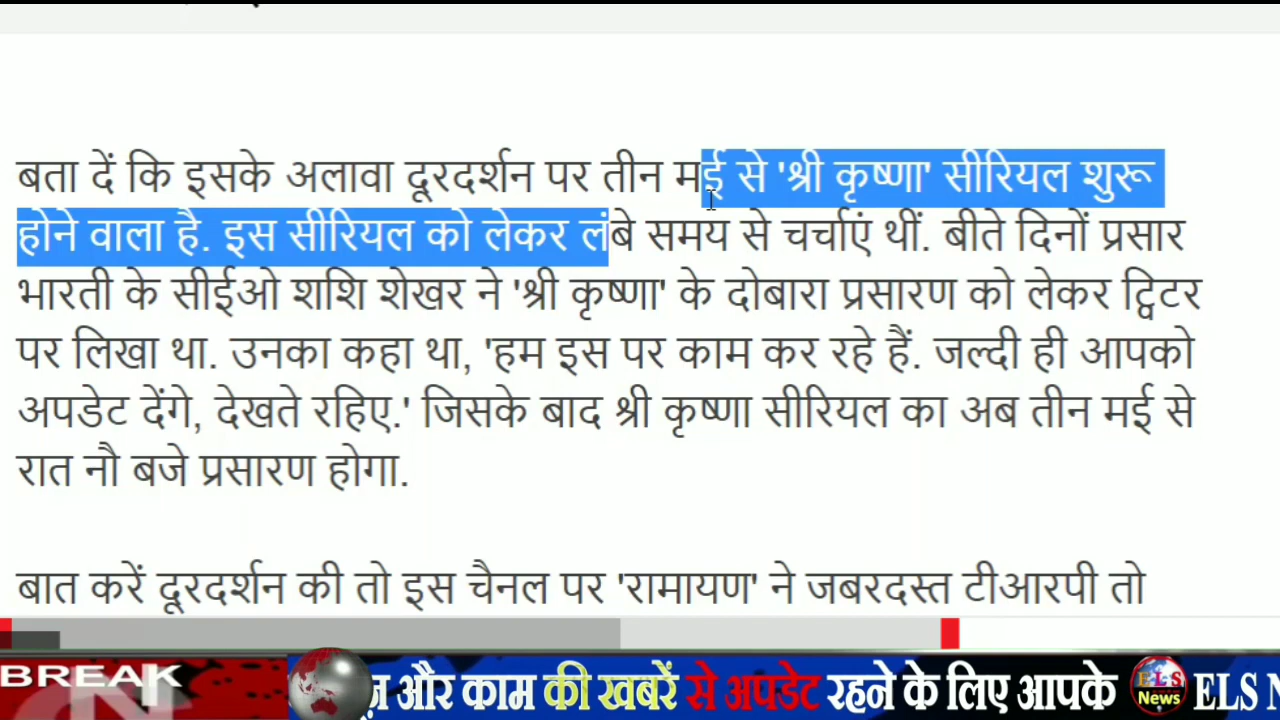 बता दें कि इसके अलावा दूरदर्शन पर तीन मई से 'श्री कृष्णा' सीरियल शुरू
होने वाला है. इस सीरियल को लेकर लंबे समय से चर्चाएं थीं. बीते दिनों प्रसार
भारती के सीईओ शशि शेखर ने 'श्री कृष्णा' के दोबारा प्रसारण को लेकर ट्विटर
पर लिखा था. उनका कहा था, 'हम इस पर काम कर रहे हैं. जल्दी ही आपको
अपडेट देंगे, देखते रहिए.' जिसके बाद श्री कृष्णा सीरियल का अब तीन मई से
रात नौ बजे प्रसारण होगा.
बात करें दूरदर्शन की तो इस चैनल पर 'रामायण' ने जबरदस्त टीआरपी तो
BREAK और काम की खबरें से अपडेट रहने के लिए आपके ELS News ELS